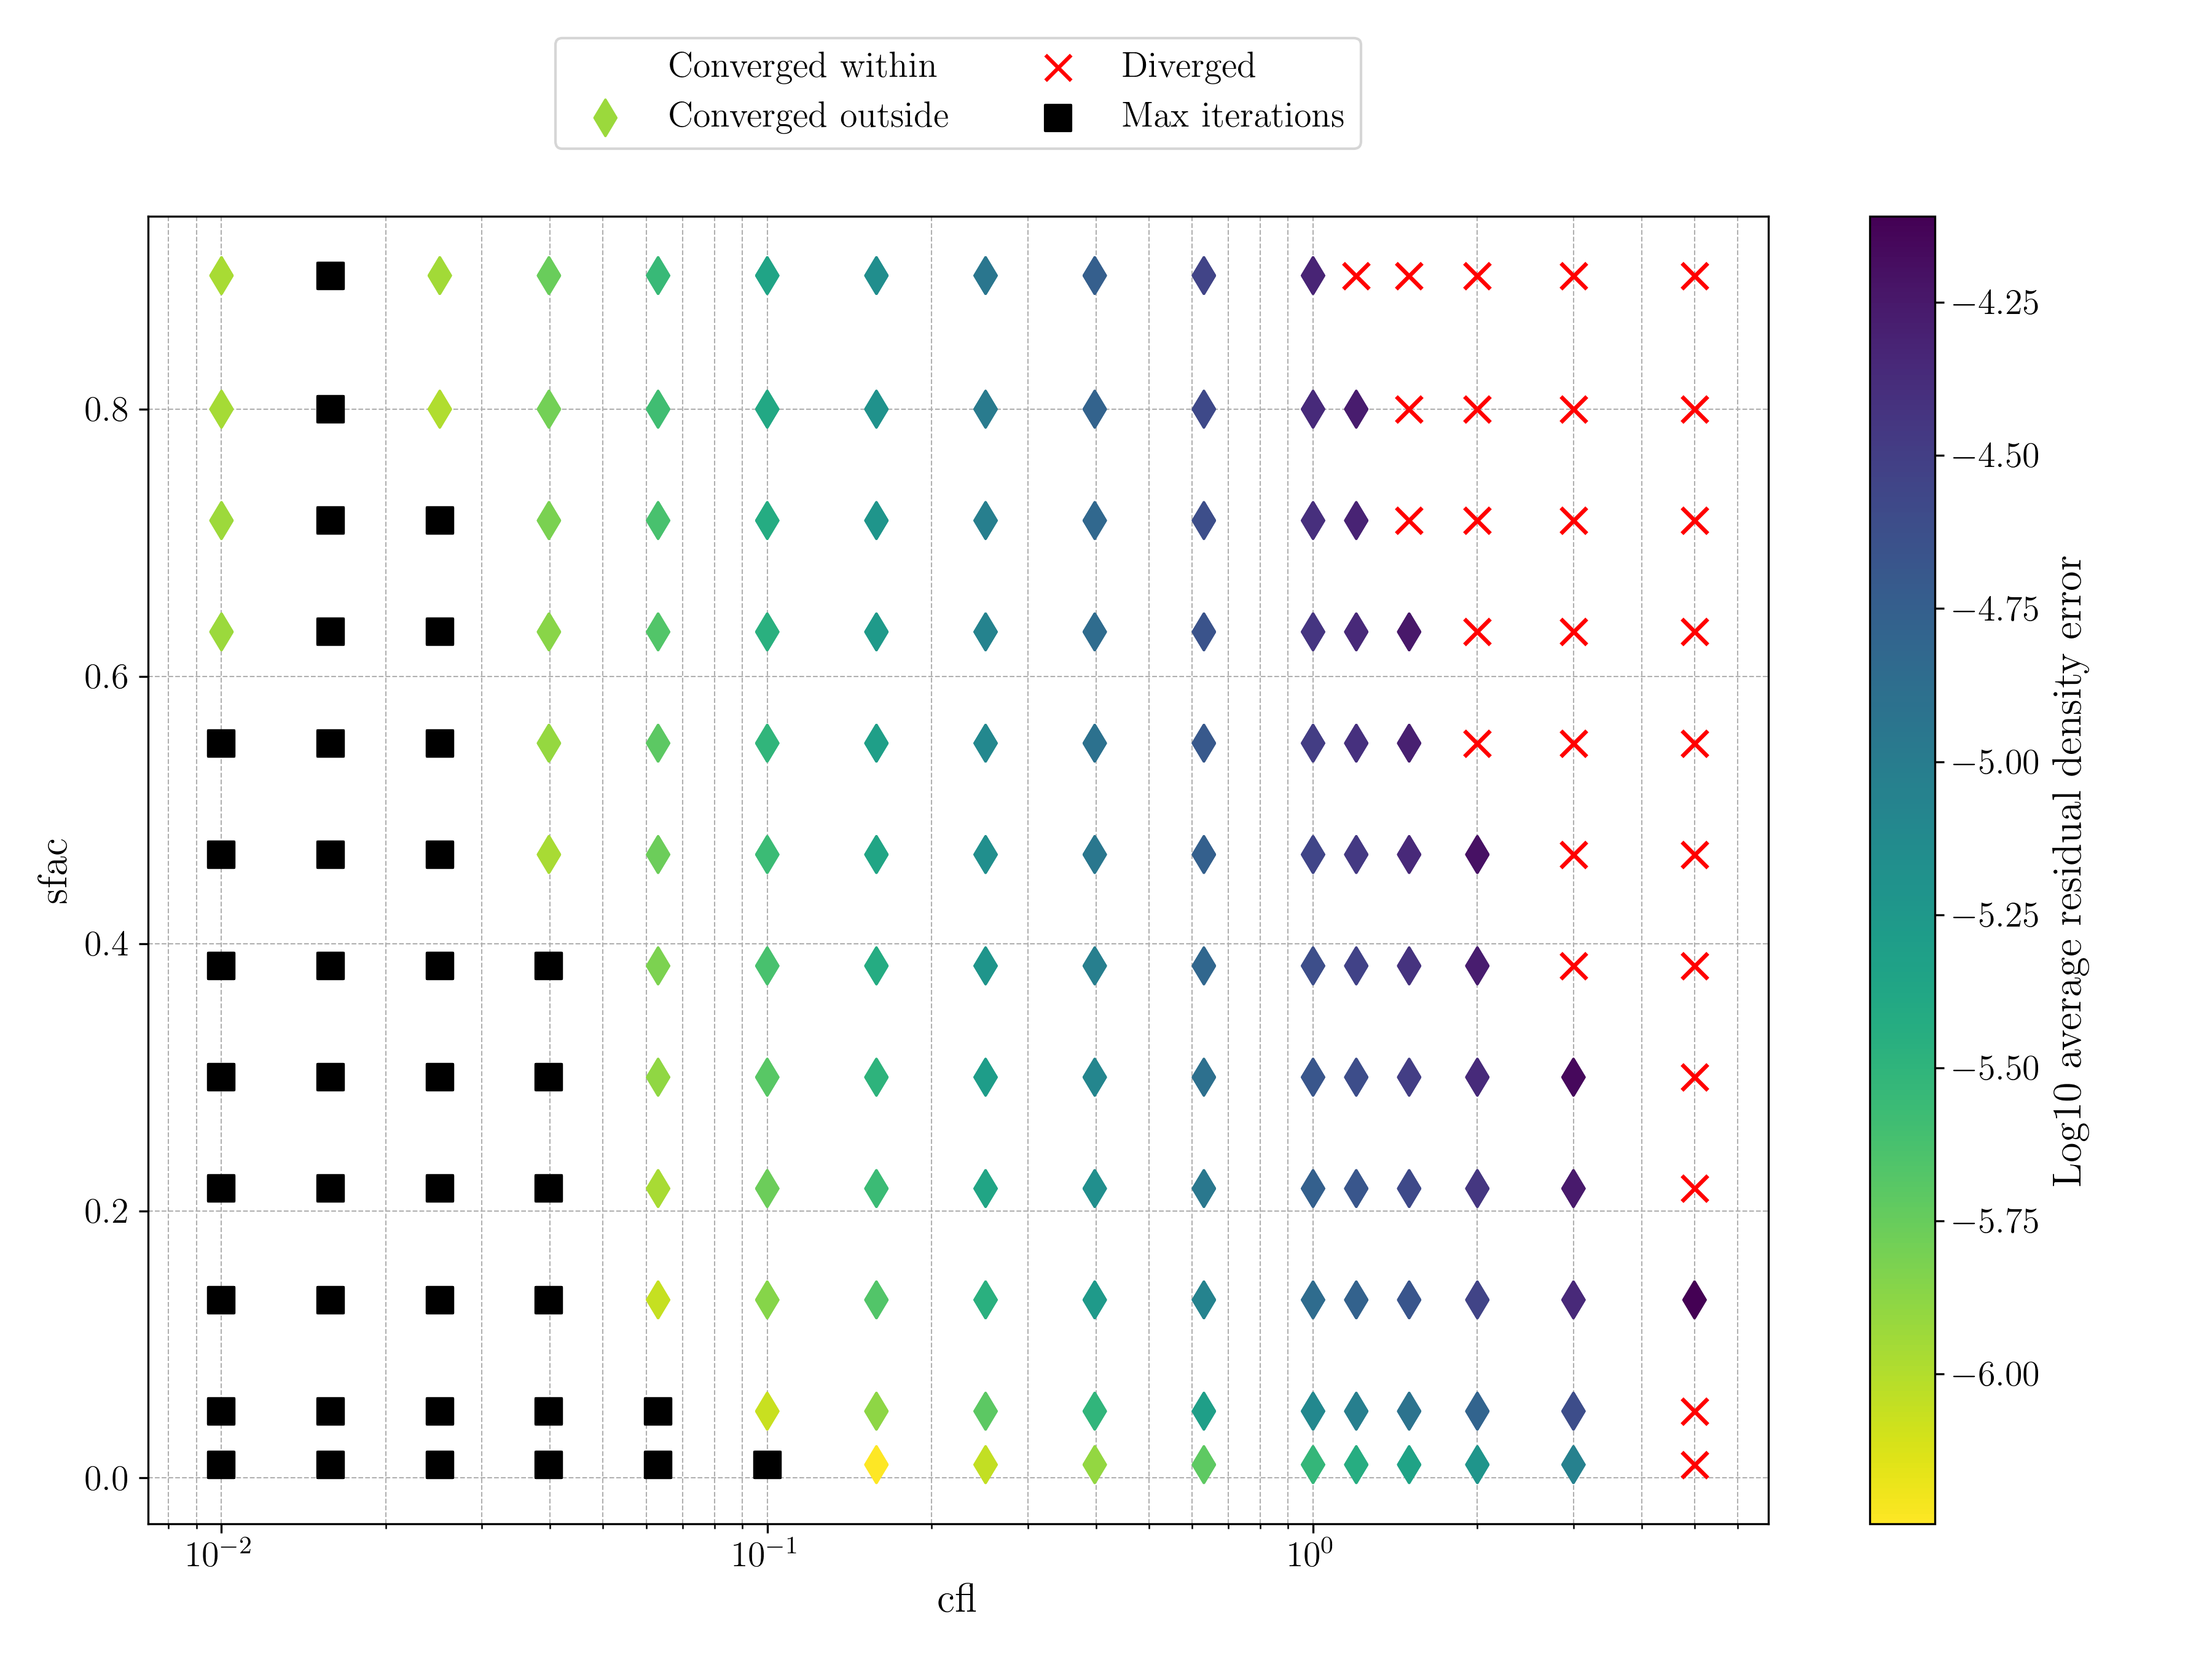 Converged within
Diverged
Converged outside
Max iterations
0.8
0.6
0.4
0.2
0.0
sfac
10⁻²
10⁻¹
10⁰
cfl
−4.25
−4.50
−4.75
−5.00
−5.25
−5.50
−5.75
−6.00
Log10 average residual density error